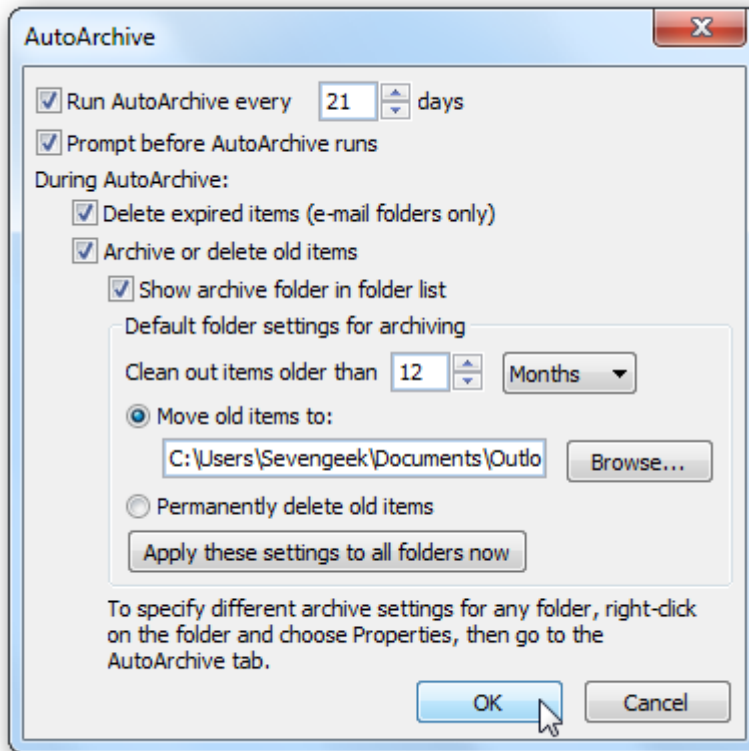 AutoArchive
Run AutoArchive every 21 days
Prompt before AutoArchive runs
During AutoArchive:
Delete expired items (e-mail folders only)
Archive or delete old items
Show archive folder in folder list
Default folder settings for archiving
Clean out items older than 12 Months
Move old items to:
C:\Users\Sevengeek\Documents\Outlo Browse...
Permanently delete old items
Apply these settings to all folders now
To specify different archive settings for any folder, right-click
on the folder and choose Properties, then go to the
AutoArchive tab.
OK Cancel